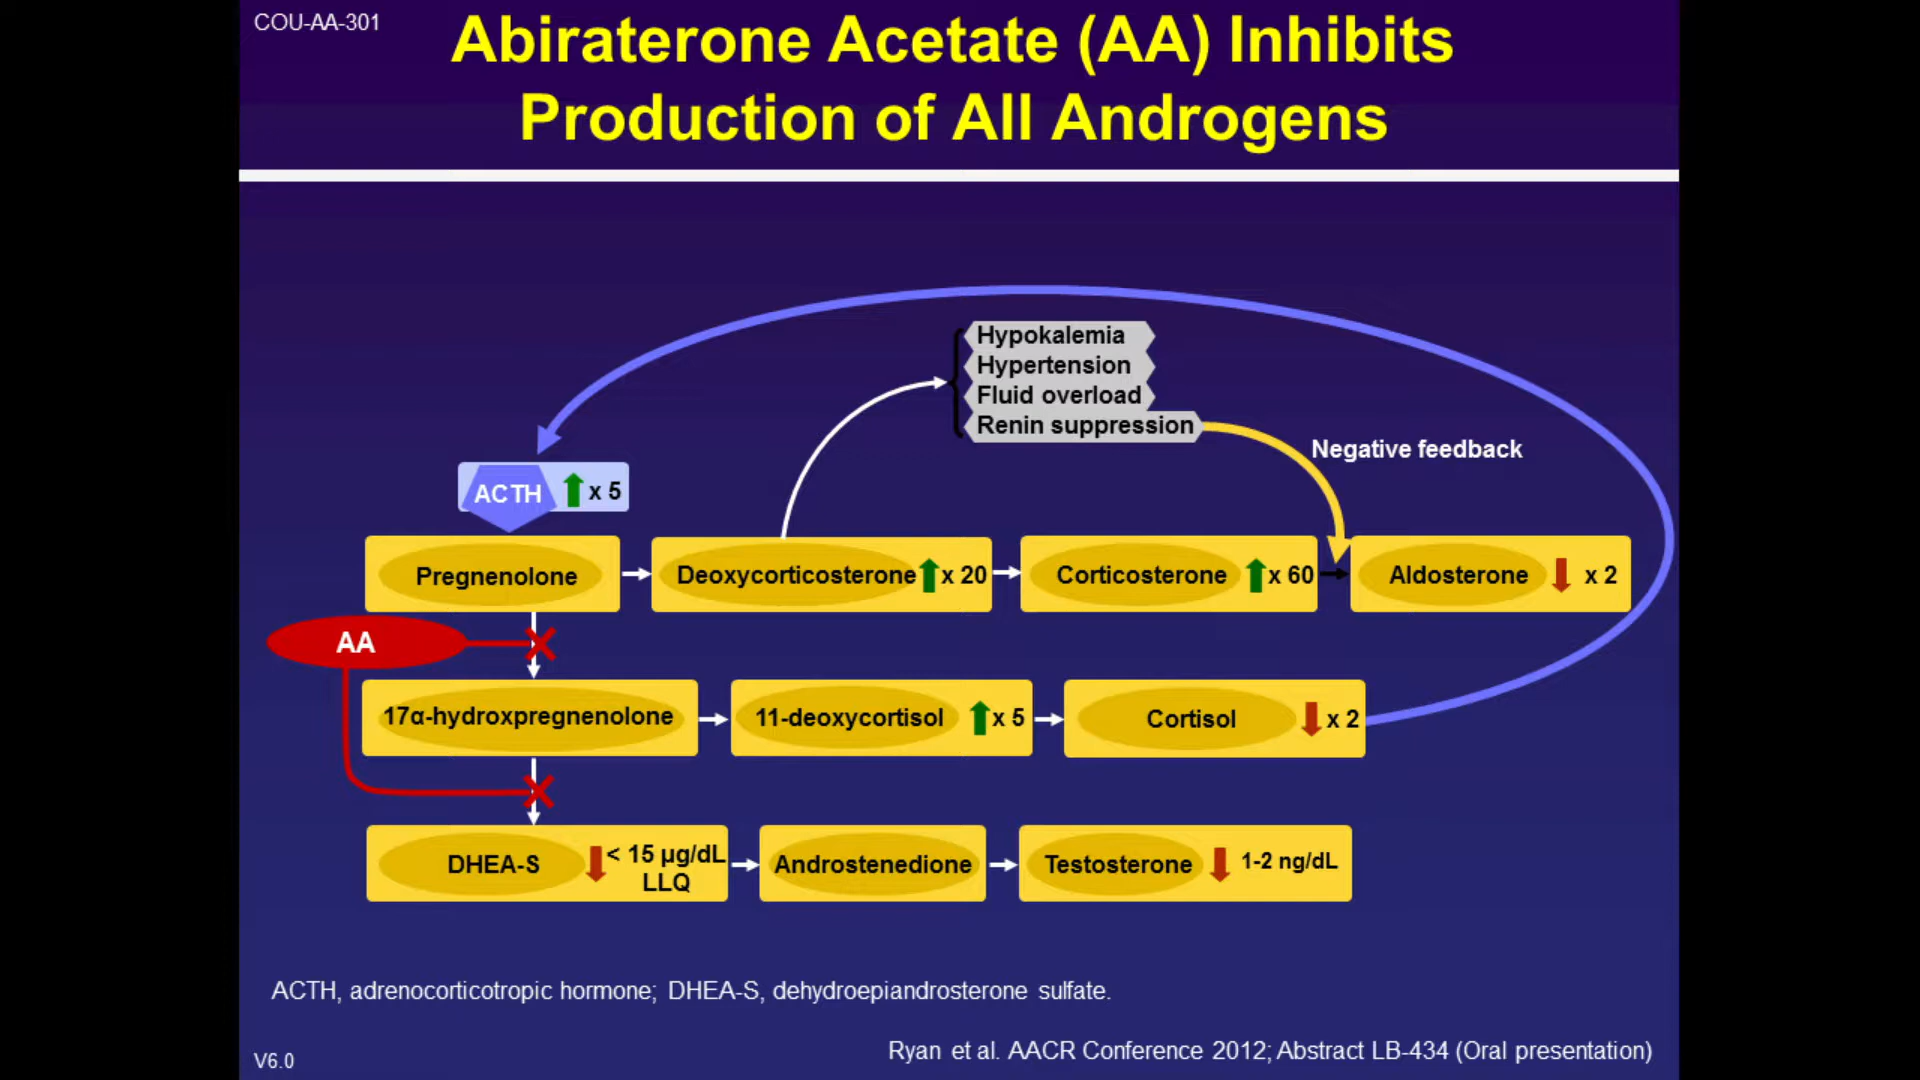 COU-AA-301
Abiraterone Acetate (AA) Inhibits
Production of All Androgens
Hypokalemia
Hypertension
Fluid overload
Renin suppression
Negative feedback
ACTH x 5
Pregnenolone
Deoxycorticosterone x 20
Corticosterone x 60
Aldosterone x 2
AA
17α-hydroxpregnenolone
11-deoxycortisol x 5
Cortisol x 2
DHEA-S < 15 µg/dL
LLQ
Androstenedione
Testosterone 1-2 ng/dL
ACTH, adrenocorticotropic hormone; DHEA-S, dehydroepiandrosterone sulfate.
Ryan et al. AACR Conference 2012; Abstract LB-434 (Oral presentation)
V6.0